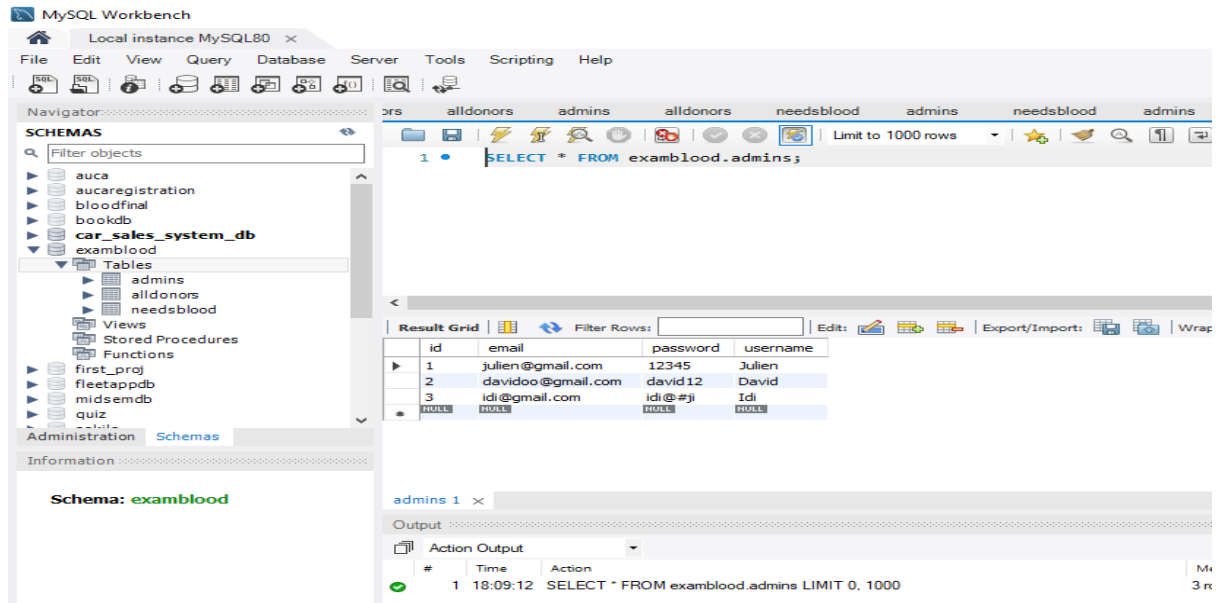 MySQL Workbench
Local instance MySQL80 ×
File Edit View Query Database Server Tools Scripting Help
Navigator ors alldonors admins alldonors needsblood admins needsblood admins
SCHEMAS
Limit to 1000 rows
Filter objects
1 SELECT * FROM examblood.admins;
auca
aucaregistration
bloodfinal
bookdb
car_sales_system_db
examblood
Tables
admins
alldonors
needsblood
Views
Stored Procedures
Functions
first_proj
fleetappdb
midsemdb
quiz
Administration Schemas
Information
Schema: examblood
Result Grid Filter Rows: Edit: Export/Import: Wrap
id email password username
1 julien@gmail.com 12345 Julien
2 davidoo@gmail.com david12 David
3 idi@gmail.com idi@#ji Idi
NULL NULL NULL NULL
admins 1 ×
Output
Action Output
# Time Action
1 18:09:12 SELECT * FROM examblood.admins LIMIT 0, 1000 3 ro